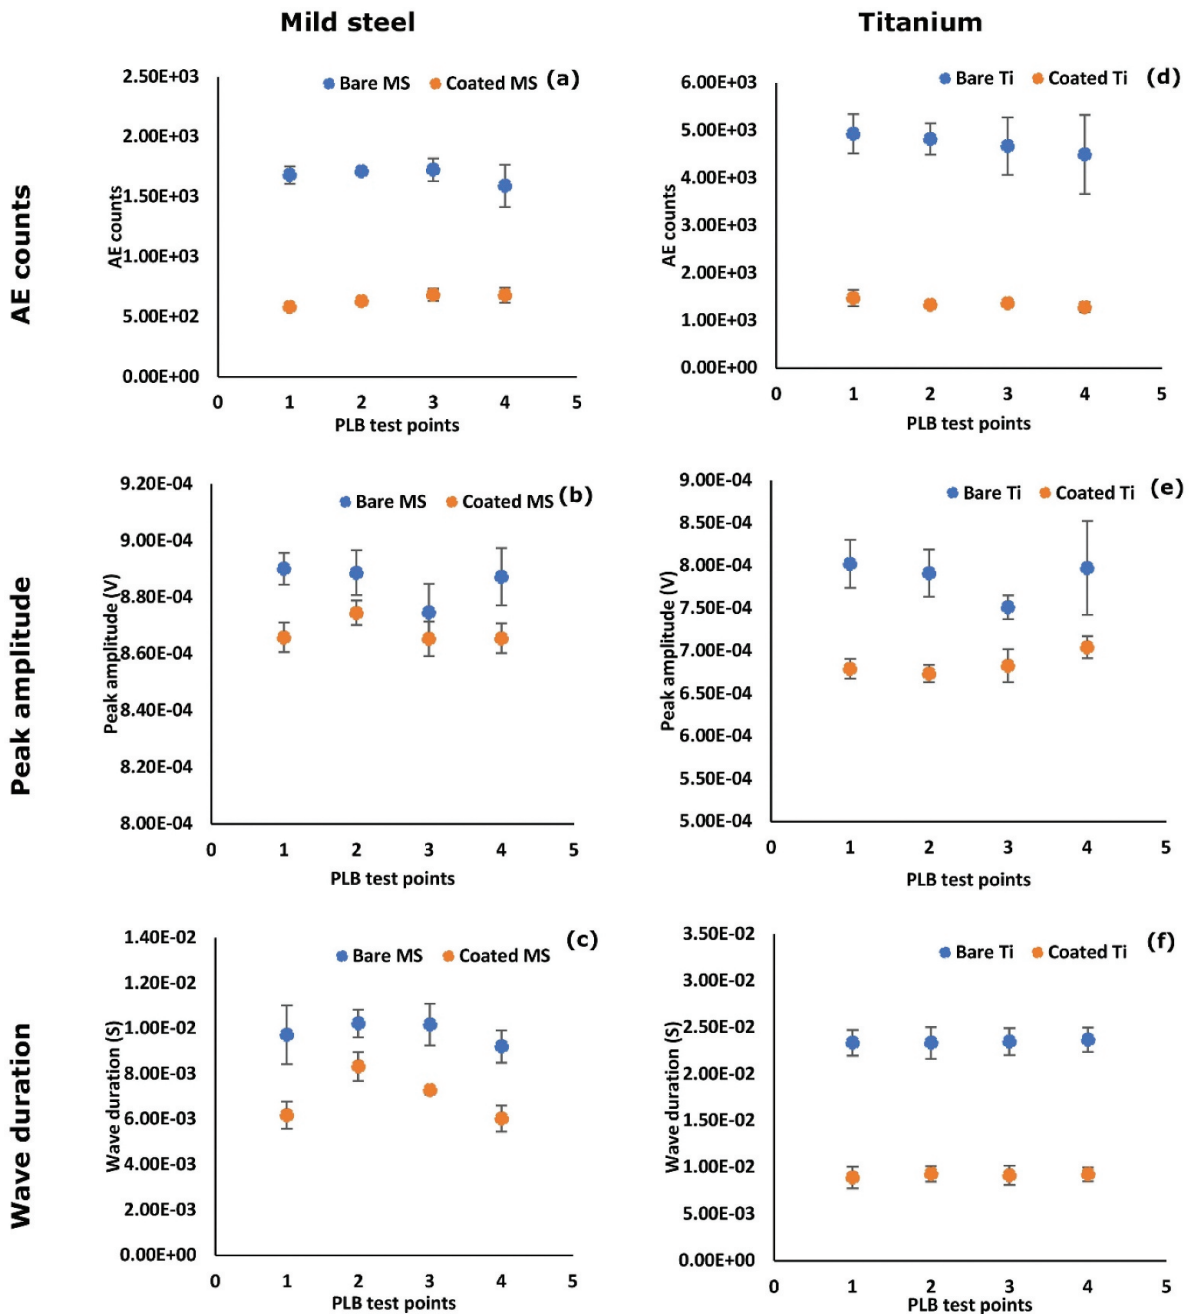 Mild steel
Titanium
AE counts
Peak amplitude
Wave duration
(a)
Bare MS Coated MS
AE counts
2.50E+03
2.00E+03
1.50E+03
1.00E+03
5.00E+02
0.00E+00
0 1 2 3 4 5
PLB test points
(d)
Bare Ti Coated Ti
AE counts
6.00E+03
5.00E+03
4.00E+03
3.00E+03
2.00E+03
1.00E+03
0.00E+00
0 1 2 3 4 5
PLB test points
(b)
Bare MS Coated MS
Peak amplitude (V)
9.20E-04
9.00E-04
8.80E-04
8.60E-04
8.40E-04
8.20E-04
8.00E-04
0 1 2 3 4 5
PLB test points
(e)
Bare Ti Coated Ti
Peak amplitude (V)
9.00E-04
8.50E-04
8.00E-04
7.50E-04
7.00E-04
6.50E-04
6.00E-04
5.50E-04
5.00E-04
0 1 2 3 4 5
PLB test points
(c)
Bare MS Coated MS
Wave duration (S)
1.40E-02
1.20E-02
1.00E-02
8.00E-03
6.00E-03
4.00E-03
2.00E-03
0.00E+00
0 1 2 3 4 5
PLB test points
(f)
Bare Ti Coated Ti
Wave duration (S)
3.50E-02
3.00E-02
2.50E-02
2.00E-02
1.50E-02
1.00E-02
5.00E-03
0.00E+00
0 1 2 3 4 5
PLB test points